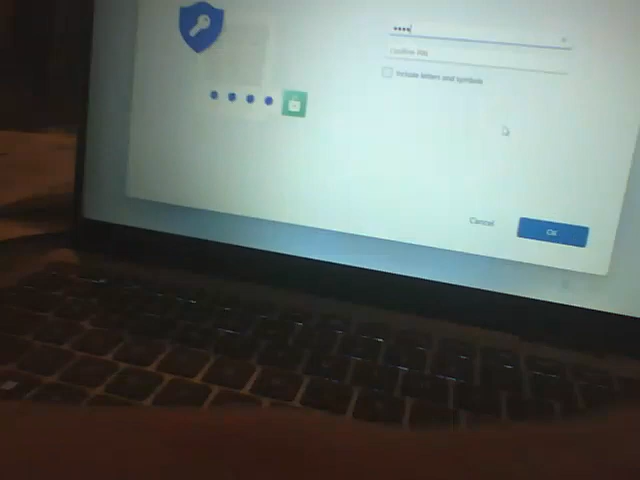 ••••
Confirm PIN
Include letters and symbols
Cancel
OK